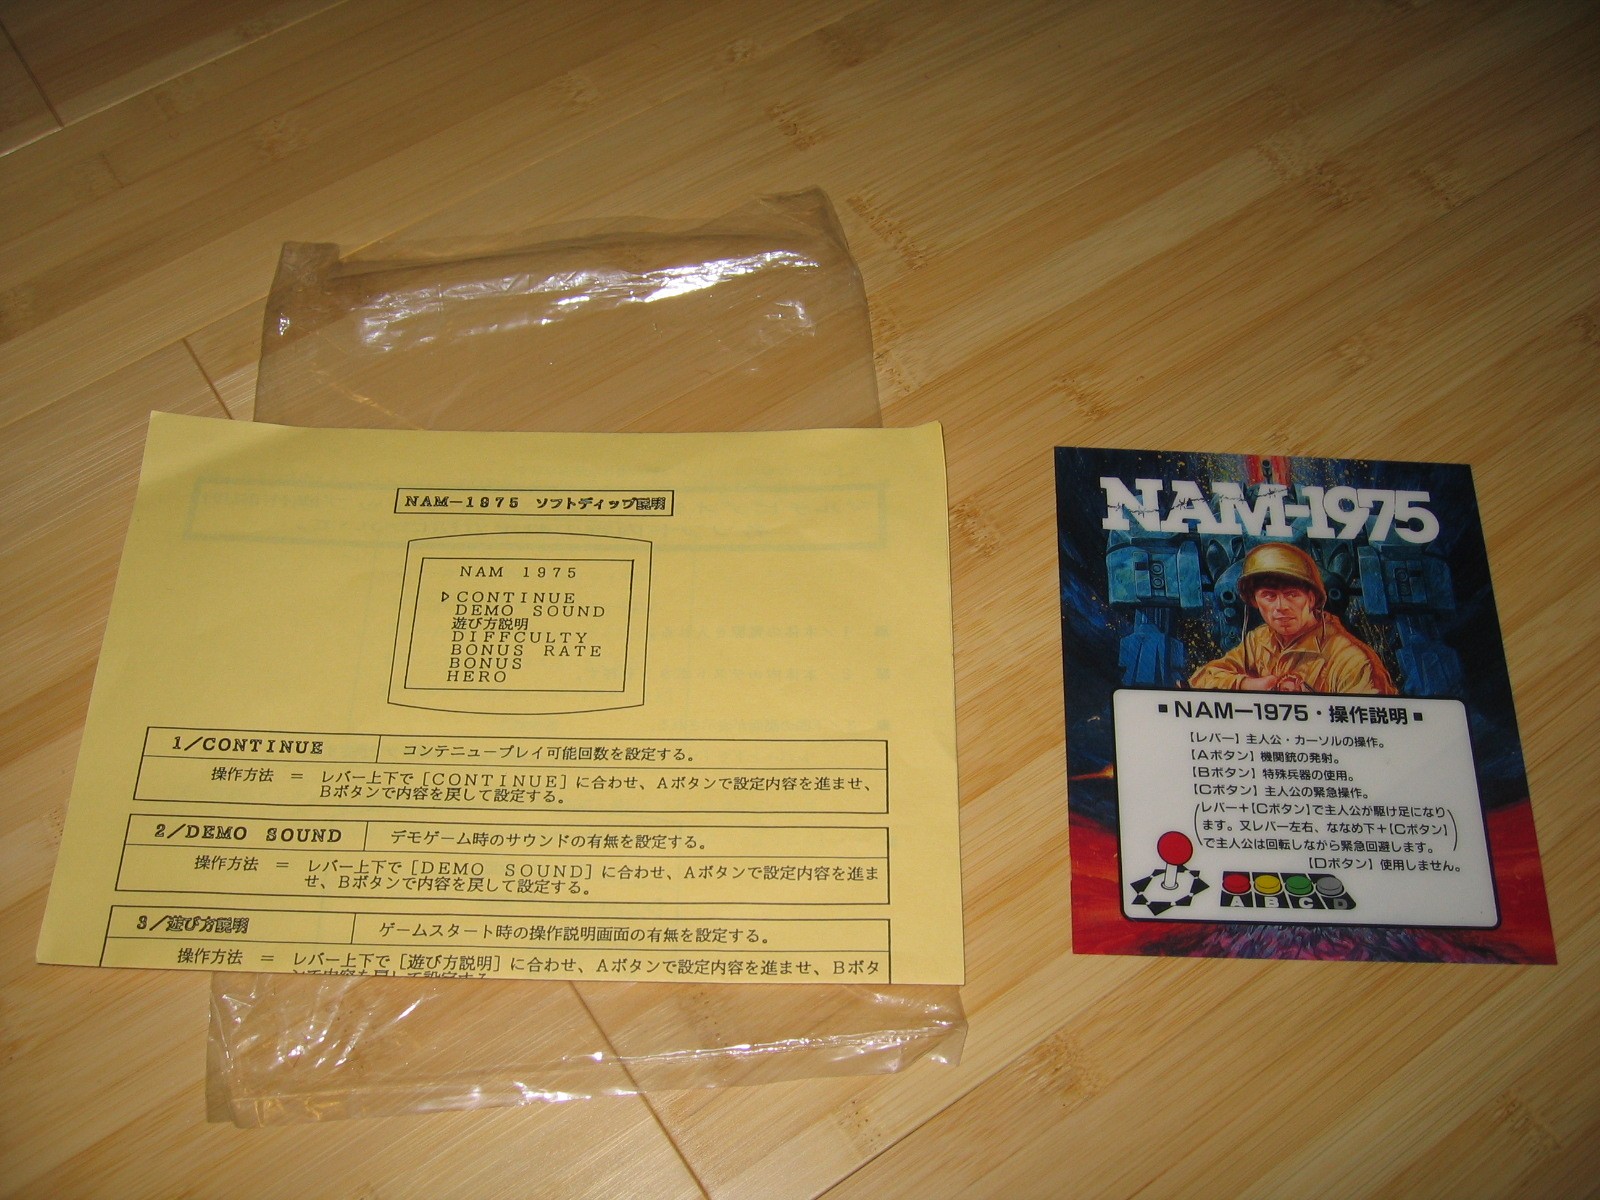 NAM−1975 ソフトディップ説明
NAM 1975
CONTINUE
DEMO SOUND
遊び方説明
DIFFCULTY
BONUS RATE
BONUS
HERO
1/CONTINUE
コンテニュープレイ可能回数を設定する。
操作方法 = レバー上下で[CONTINUE]に合わせ、Aボタンで設定内容を進ませ、
Bボタンで内容を戻して設定する。
2/DEMO SOUND
デモゲーム時のサウンドの有無を設定する。
操作方法 = レバー上下で[DEMO SOUND]に合わせ、Aボタンで設定内容を進ま
せ、Bボタンで内容を戻して設定する。
3/遊び方説明
ゲームスタート時の操作説明画面の有無を設定する。
操作方法 = レバー上下で[遊び方説明]に合わせ、Aボタンで設定内容を進ませ、Bボタ
ンで内容を戻して設定する
NAM-1975
■NAM−1975・操作説明■
【レバー】主人公・カーソルの操作。
【Aボタン】機関銃の発射。
【Bボタン】特殊兵器の使用。
【Cボタン】主人公の緊急操作。
(レバー+【Cボタン】で主人公が駆け足になり
ます。又レバー左右、ななめ下+【Cボタン】
で主人公は回転しながら緊急回避します。)
【Dボタン】使用しません。
A B C D